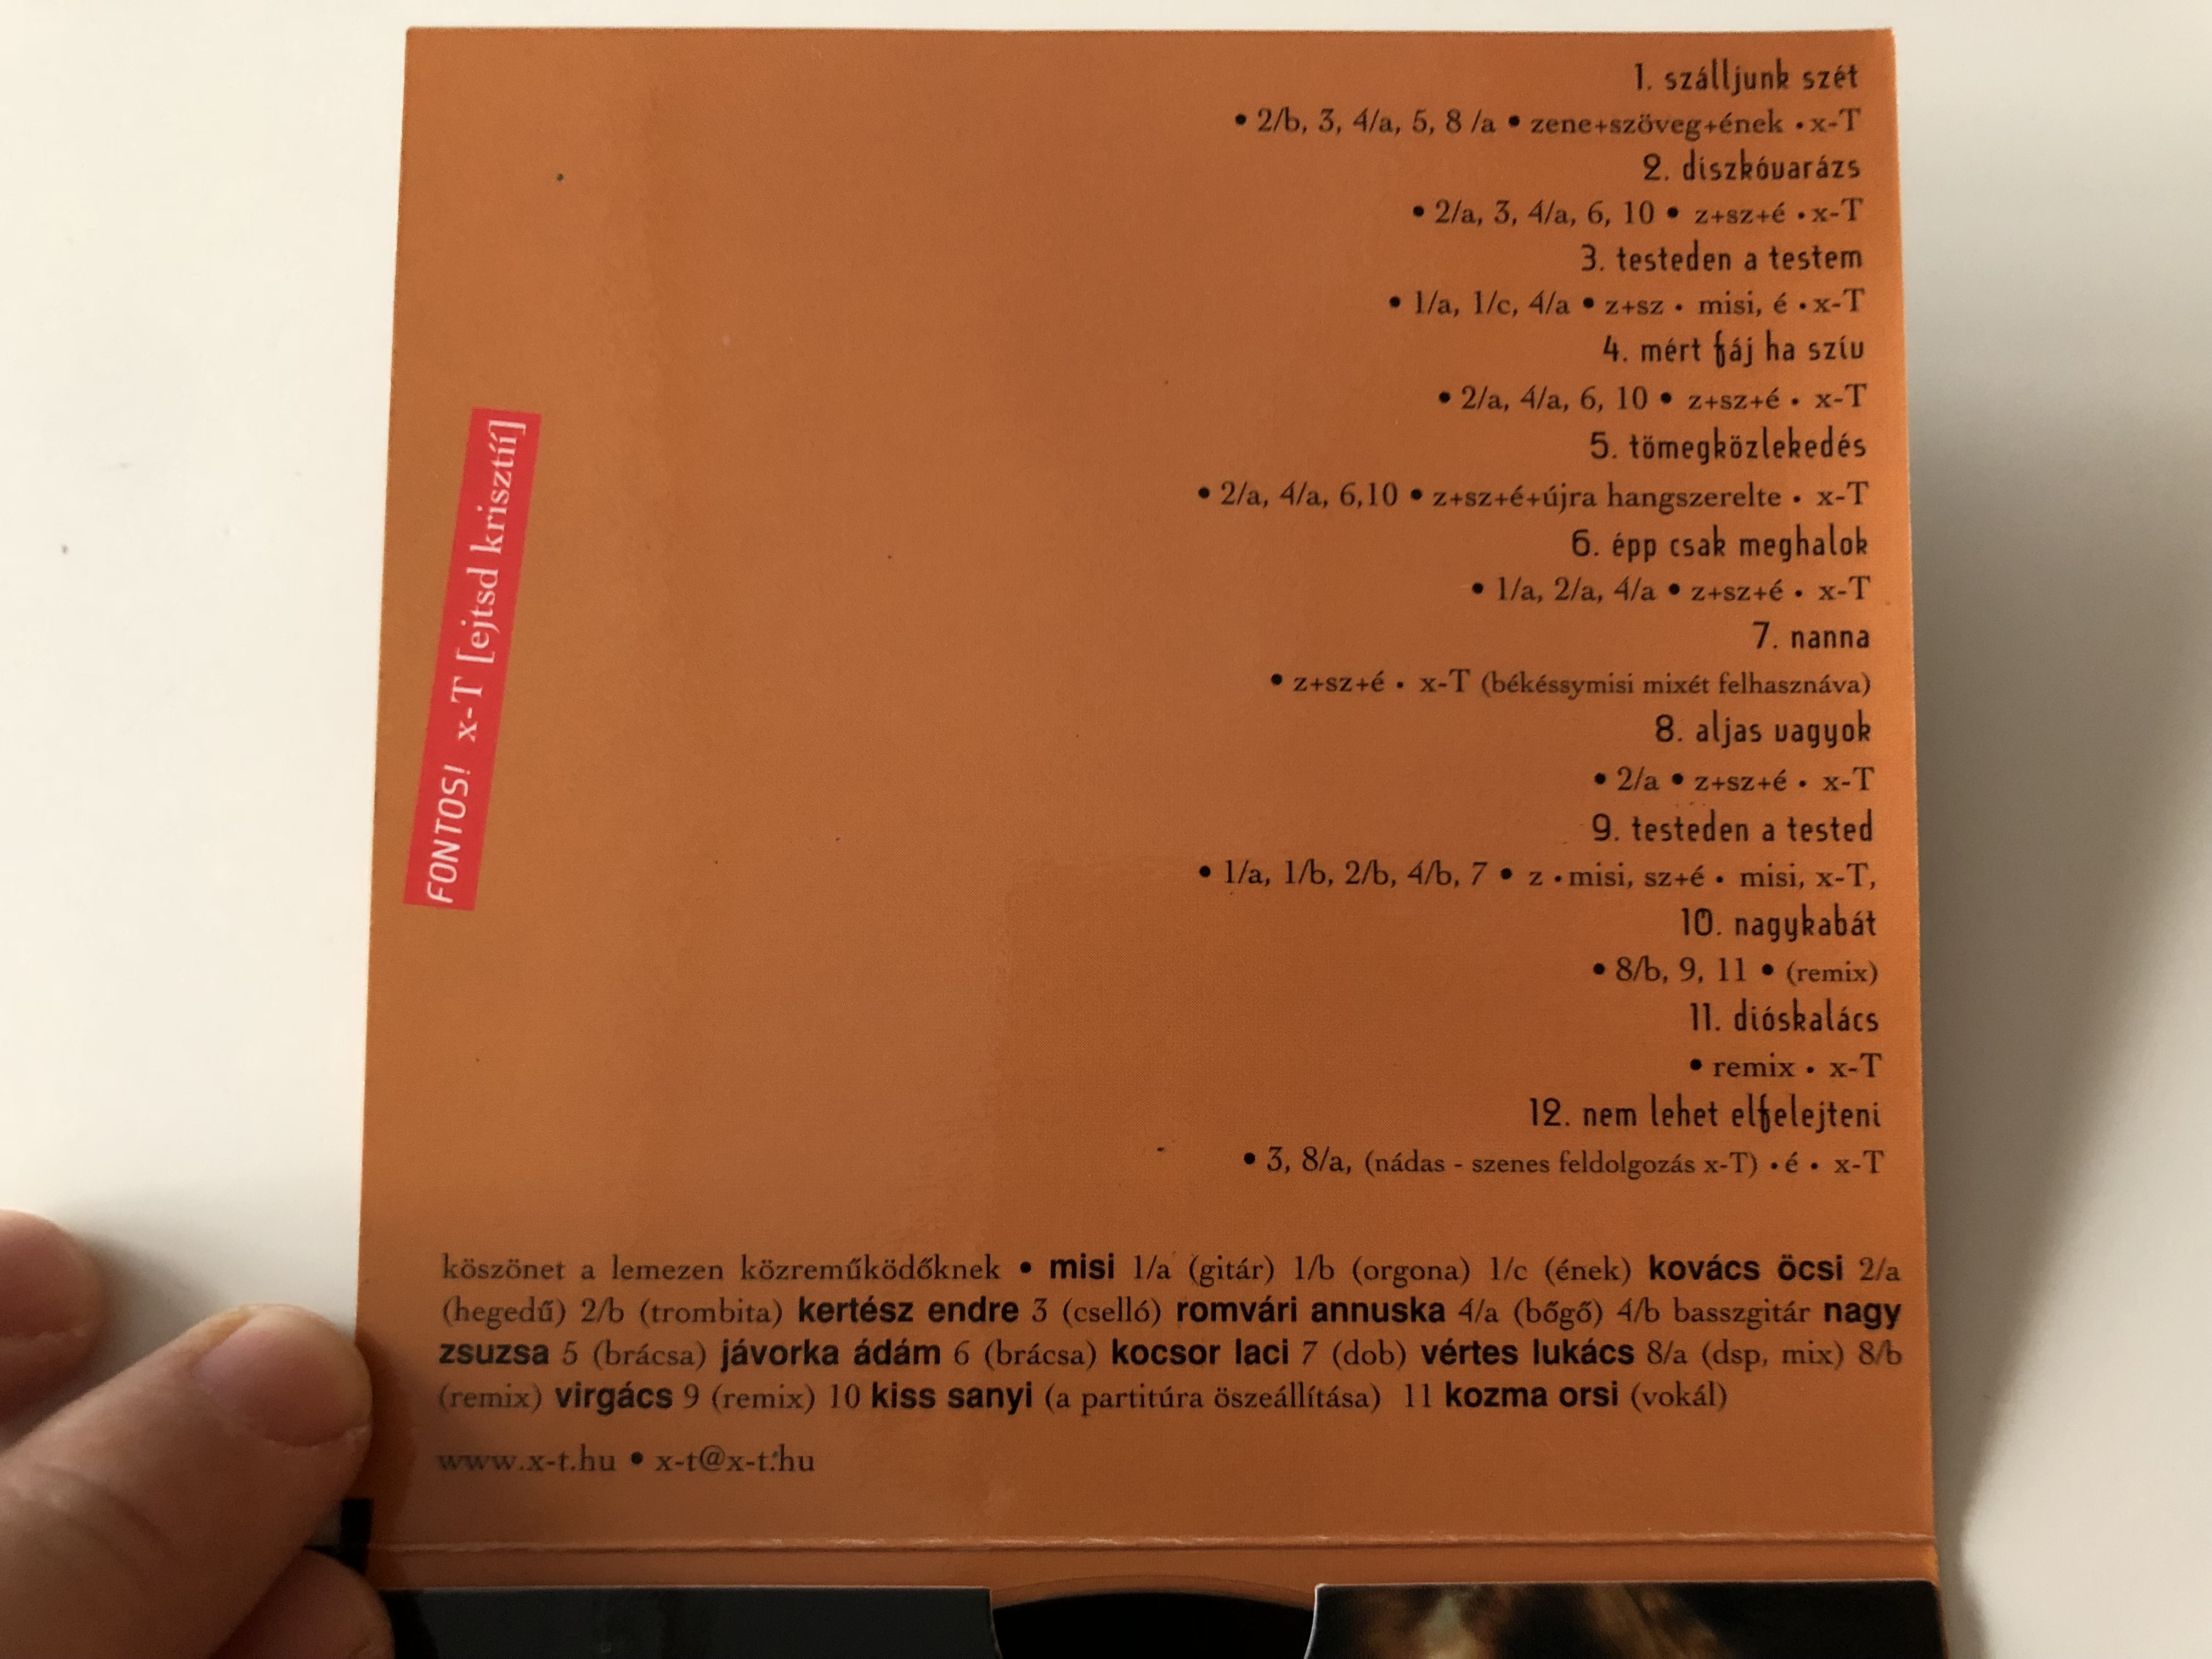 1. szálljunk szét
• 2/b, 3, 4/a, 5, 8 /a • zene+szöveg+ének • x-T
2. diszkóvarázs
• 2/a, 3, 4/a, 6, 10 • z+sz+é • x-T
3. testeden a testem
• 1/a, 1/c, 4/a • z+sz • misi, é • x-T
4. mért fáj ha szív
• 2/a, 4/a, 6, 10 • z+sz+é • x-T
5. tömegközlekedés
• 2/a, 4/a, 6,10 • z+sz+é+újra hangszerelte • x-T
6. épp csak meghalok
• 1/a, 2/a, 4/a • z+sz+é • x-T
7. nanna
• z+sz+é • x-T (békéssymisi mixét felhasznáva)
8. aljas vagyok
• 2/a • z+sz+é • x-T
9. testeden a tested
• 1/a, 1/b, 2/b, 4/b, 7 • z • misi, sz+é • misi, x-T,
10. nagykabát
• 8/b, 9, 11 • (remix)
11. dióskalács
• remix • x-T
12. nem lehet elfelejteni
• 3, 8/a, (nádas - szenes feldolgozás x-T) • é • x-T
FONTOS! x-T [ejtsd krisztíí]
köszönet a lemezen közreműködőknek • misi 1/a (gitár) 1/b (orgona) 1/c (ének) kovács öcsi 2/a
(hegedű) 2/b (trombita) kertész endre 3 (cselló) romvári annuska 4/a (bőgő) 4/b basszgitár nagy
zsuzsa 5 (brácsa) jávorka ádám 6 (brácsa) kocsor laci 7 (dob) vértes lukács 8/a (dsp, mix) 8/b
(remix) virgács 9 (remix) 10 kiss sanyi (a partitúra öszeállítása) 11 kozma orsi (vokál)
www.x-t.hu • x-t@x-t.hu